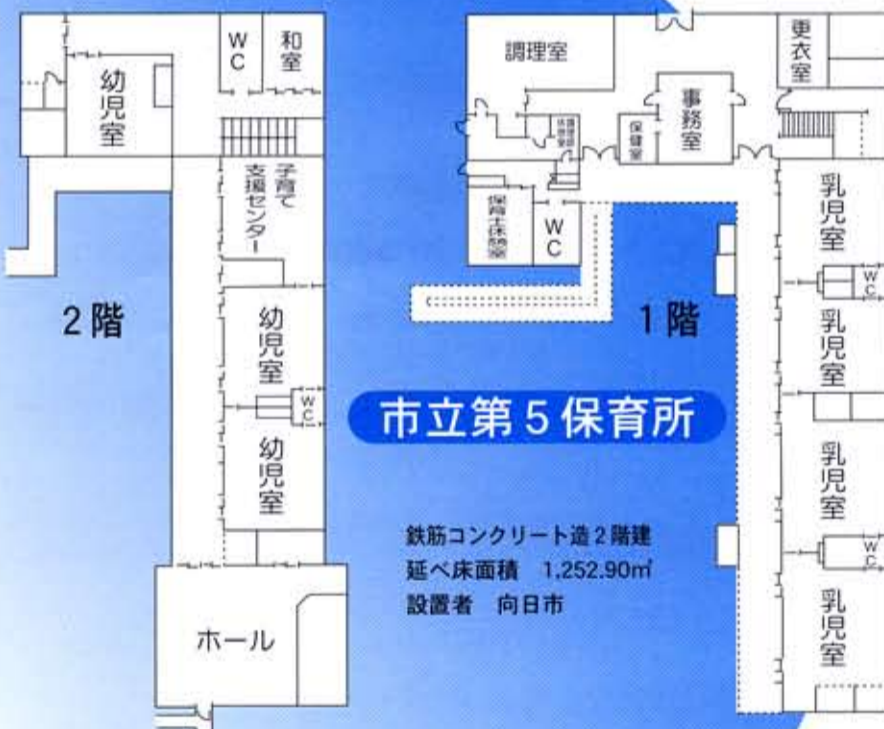 WC
和室
幼児室
子育て
支援センター
2階
幼児室
WC
幼児室
ホール
調理室
更衣室
事務室
保健室
保育士休憩室
WC
乳児室
WC
1階
乳児室
市立第5保育所
乳児室
WC
鉄筋コンクリート造2階建
延べ床面積 1,252.90㎡
設置者 向日市
乳児室